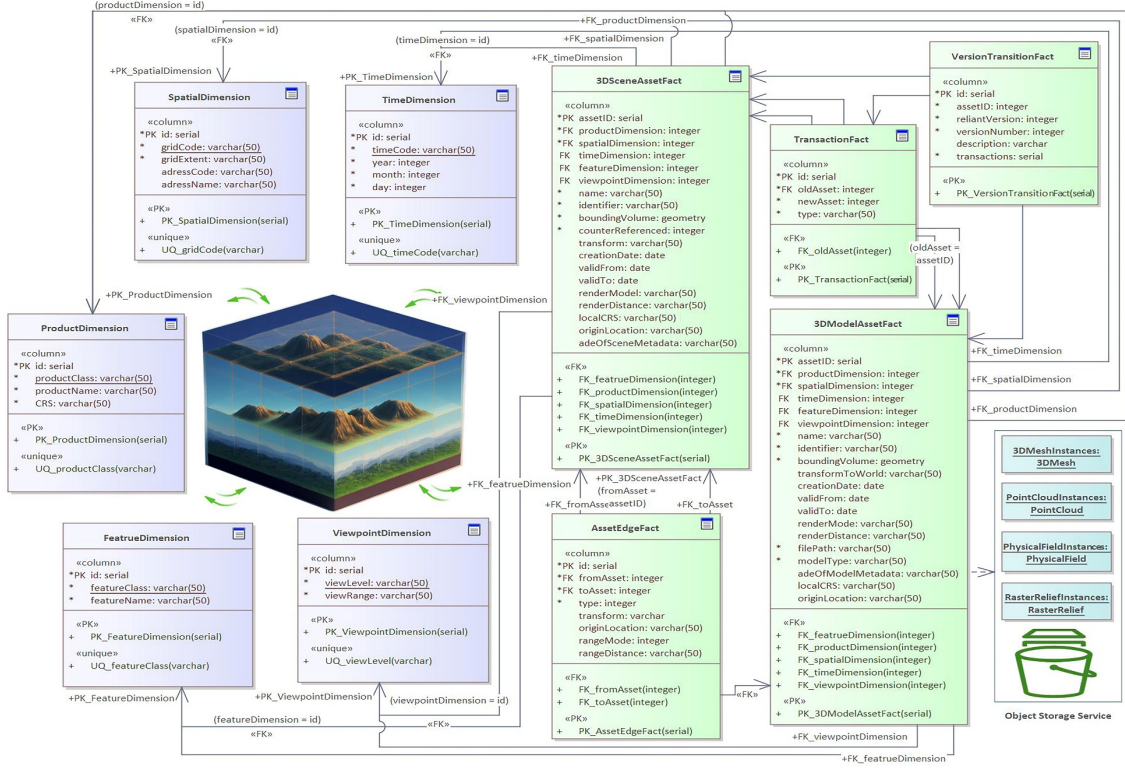 (productDimension = id)
«FK»
(spatialDimension = id)
«FK»
+PK_SpatialDimension
(timeDimension = id)
«FK»
+PK_TimeDimension
+FK_productDimension
+FK_spatialDimension
+FK_timeDimension
SpatialDimension
«column»
*PK id: serial
* gridCode: varchar(50)
* gridExtent: varchar(50)
adressCode: varchar(50)
adressName: varchar(50)
«PK»
+ PK_SpatialDimension(serial)
«unique»
+ UQ_gridCode(varchar)
TimeDimension
«column»
*PK id: serial
* timeCode: varchar(50)
* year: integer
* month: integer
* day: integer
«PK»
+ PK_TimeDimension(serial)
«unique»
+ UQ_timeCode(varchar)
3DSceneAssetFact
«column»
*PK assetID: serial
*FK productDimension: integer
*FK spatialDimension: integer
FK timeDimension: integer
FK featureDimension: integer
FK viewpointDimension: integer
* name: varchar(50)
* identifier: varchar(50)
* boundingVolume: geometry
* counterReferenced: integer
transform: varchar(50)
creationDate: date
validFrom: date
validTo: date
renderModel: varchar(50)
renderDistance: varchar(50)
localCRS: varchar(50)
originLocation: varchar(50)
adeOfSceneMetadata: varchar(50)
«FK»
+ FK_featrueDimension(integer)
+ FK_productDimension(integer)
+ FK_spatialDimension(integer)
+ FK_timeDimension(integer)
+ FK_viewpointDimension(integer)
«PK»
+ PK_3DSceneAssetFact(serial)
TransactionFact
«column»
*PK id: serial
*FK oldAsset: integer
* newAsset: integer
* type: varchar(50)
«FK»
+ FK_oldAsset(integer)
«PK»
+ PK_TransactionFact(serial)
VersionTransitionFact
«column»
*PK id: serial
* assetID: integer
* reliantVersion: integer
* versionNumber: integer
description: varchar
* transactions: serial
«PK»
+ PK_VersionTransitionFact(serial)
(oldAsset =
assetID)
+PK_ProductDimension
+FK_viewpointDimension
ProductDimension
«column»
*PK id: serial
* productClass: varchar(50)
* productName: varchar(50)
* CRS: varchar(50)
«PK»
+ PK_ProductDimension(serial)
«unique»
+ UQ_productClass(varchar)
3DModelAssetFact
«column»
*PK assetID: serial
*FK productDimension: integer
*FK spatialDimension: integer
FK timeDimension: integer
FK featureDimension: integer
FK viewpointDimension: integer
* name: varchar(50)
* identifier: varchar(50)
* boundingVolume: geometry
transformToWorld: varchar(50)
creationDate: date
validFrom: date
validTo: date
renderMode: varchar(50)
renderDistance: varchar(50)
* filePath: varchar(50)
* modelType: varchar(50)
adeOfModelMetadata: varchar(50)
localCRS: varchar(50)
originLocation: varchar(50)
«FK»
+ FK_featrueDimension(integer)
+ FK_productDimension(integer)
+ FK_spatialDimension(integer)
+ FK_timeDimension(integer)
+ FK_viewpointDimension(integer)
«PK»
+ PK_3DModelAssetFact(serial)
+FK_timeDimension
+FK_spatialDimension
+FK_productDimension
3DMeshInstances:
3DMesh
PointCloudInstances:
PointCloud
PhysicalFieldInstances:
PhysicalField
RasterReliefInstances:
RasterRelief
Object Storage Service
+FK_featrueDimension
+PK_3DSceneAssetFact
(fromAsset =
assetID)
+FK_fromAsset
+FK_toAsset
FeatrueDimension
«column»
*PK id: serial
* featureClass: varchar(50)
* featureName: varchar(50)
«PK»
+ PK_FeatureDimension(serial)
«unique»
+ UQ_featureClass(varchar)
+PK_FeatureDimension
ViewpointDimension
«column»
*PK id: serial
* viewLevel: varchar(50)
* viewRange: varchar(50)
«PK»
+ PK_ViewpointDimension(serial)
«unique»
+ UQ_viewLevel(varchar)
+PK_ViewpointDimension
AssetEdgeFact
«column»
*PK id: serial
*FK fromAsset: integer
*FK toAsset: integer
* type: integer
transform: varchar
originLocation: varchar(50)
rangeMode: integer
rangeDistance: varchar(50)
«FK»
+ FK_fromAsset(integer)
+ FK_toAsset(integer)
«PK»
+ PK_AssetEdgeFact(serial)
«FK»
(viewpointDimension = id)
(featureDimension = id)
«FK»
«FK»
+FK_viewpointDimension
+FK_featrueDimension